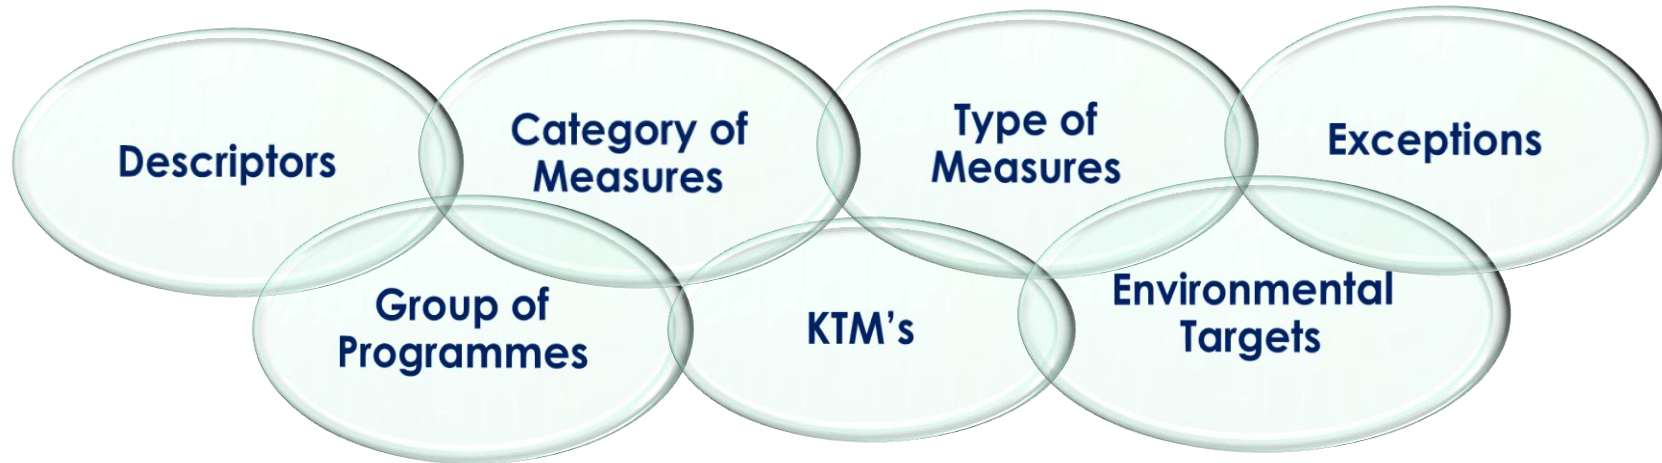 Descriptors
Category of
Measures
Type of
Measures
Exceptions
Group of
Programmes
KTM's
Environmental
Targets